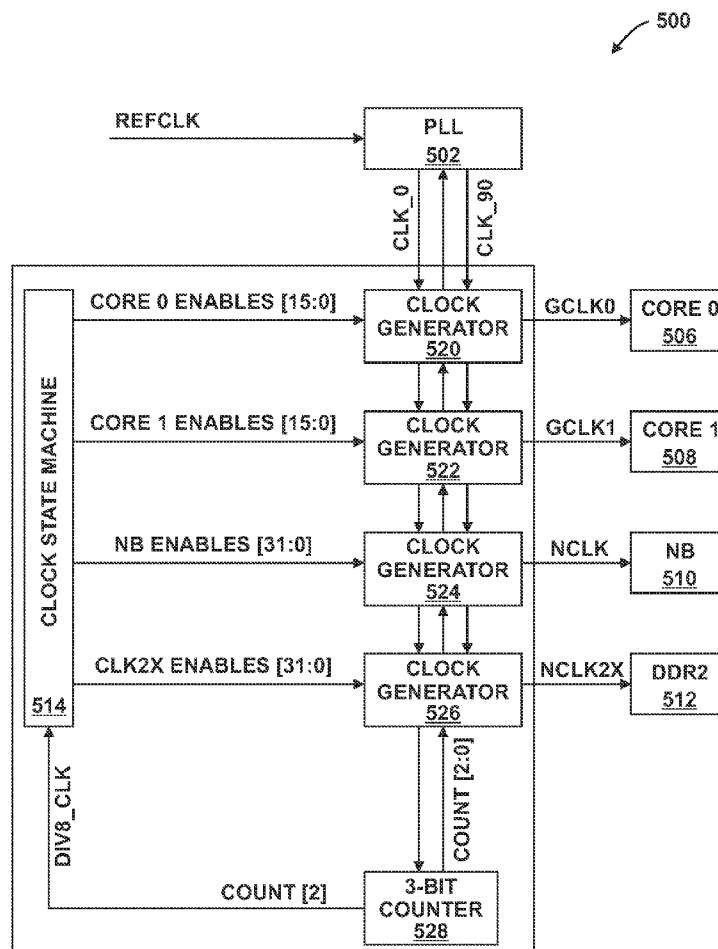 500
REFCLK
PLL
502
CLK_0
CLK_90
CLOCK STATE MACHINE
514
CORE 0 ENABLES [15:0]
CLOCK
GENERATOR
520
GCLK0
CORE 0
506
CORE 1 ENABLES [15:0]
CLOCK
GENERATOR
522
GCLK1
CORE 1
508
NB ENABLES [31:0]
CLOCK
GENERATOR
524
NCLK
NB
510
CLK2X ENABLES [31:0]
CLOCK
GENERATOR
526
NCLK2X
DDR2
512
DIV8_CLK
COUNT [2:0]
COUNT [2]
3-BIT
COUNTER
528